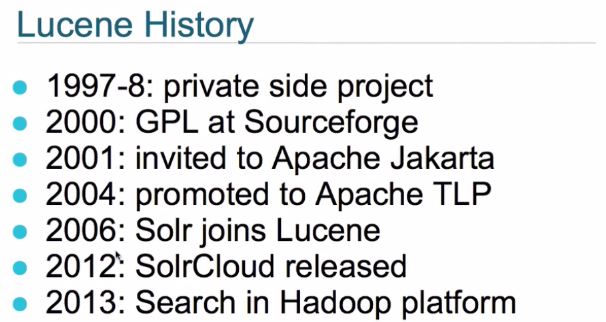 Lucene History
1997-8: private side project
2000: GPL at Sourceforge
2001: invited to Apache Jakarta
2004: promoted to Apache TLP
2006: Solr joins Lucene
2012: SolrCloud released
2013: Search in Hadoop platform